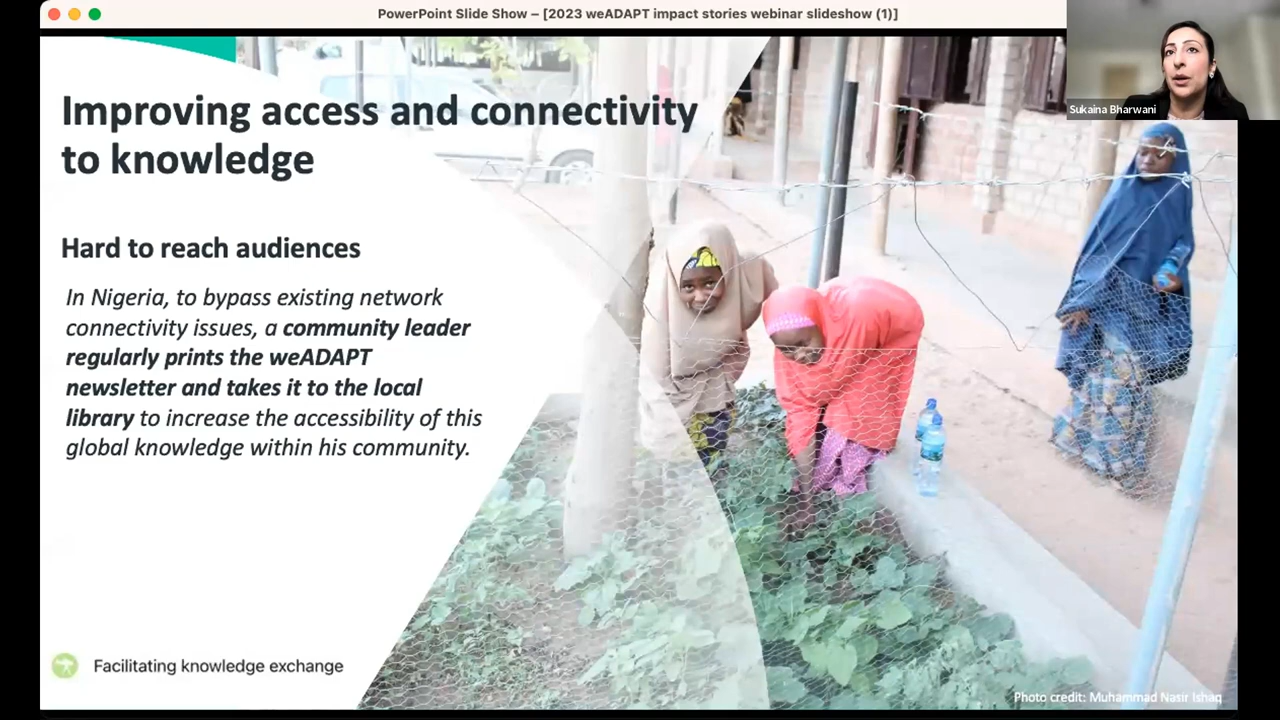 PowerPoint Slide Show – [2023 weADAPT impact stories webinar slideshow (1)]
Sukaina Bharwani
Improving access and connectivity
to knowledge
Hard to reach audiences
In Nigeria, to bypass existing network
connectivity issues, a community leader
regularly prints the weADAPT
newsletter and takes it to the local
library to increase the accessibility of this
global knowledge within his community.
Facilitating knowledge exchange
Photo credit: Muhammad Nasir Ishaq